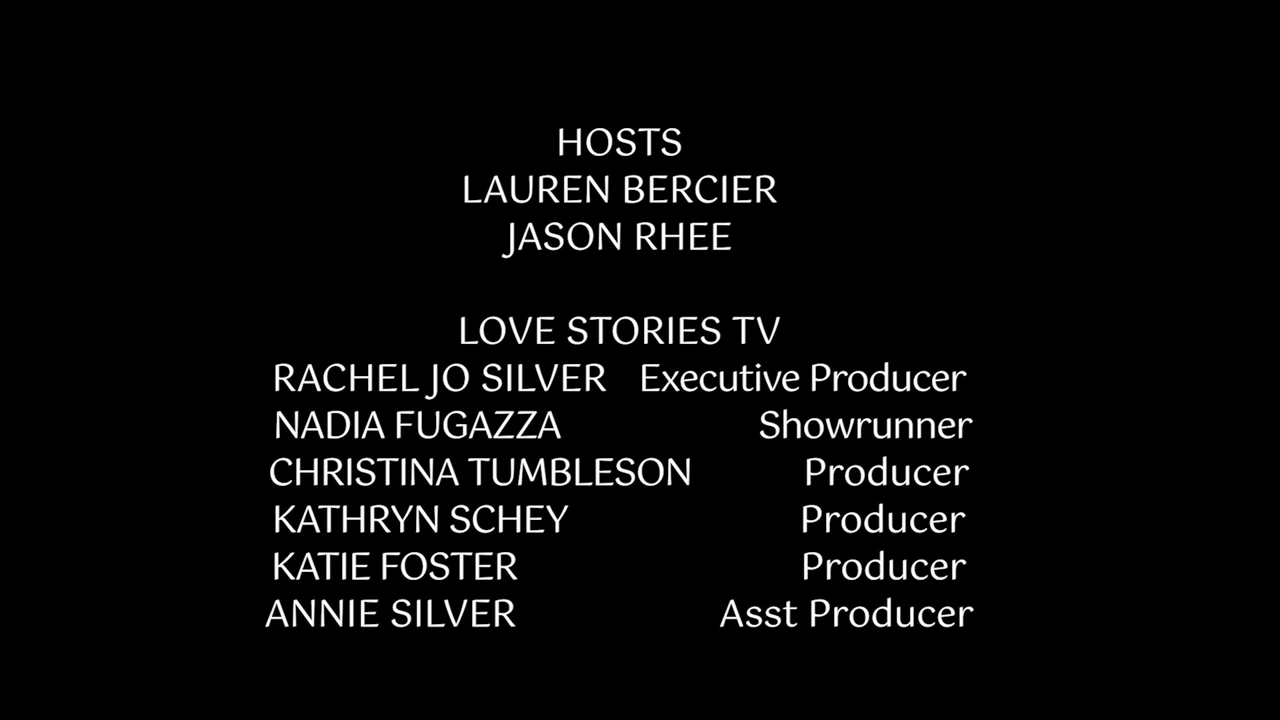 HOSTS
LAUREN BERCIER
JASON RHEE
LOVE STORIES TV
RACHEL JO SILVER Executive Producer
NADIA FUGAZZA Showrunner
CHRISTINA TUMBLESON Producer
KATHRYN SCHEY Producer
KATIE FOSTER Producer
ANNIE SILVER Asst Producer